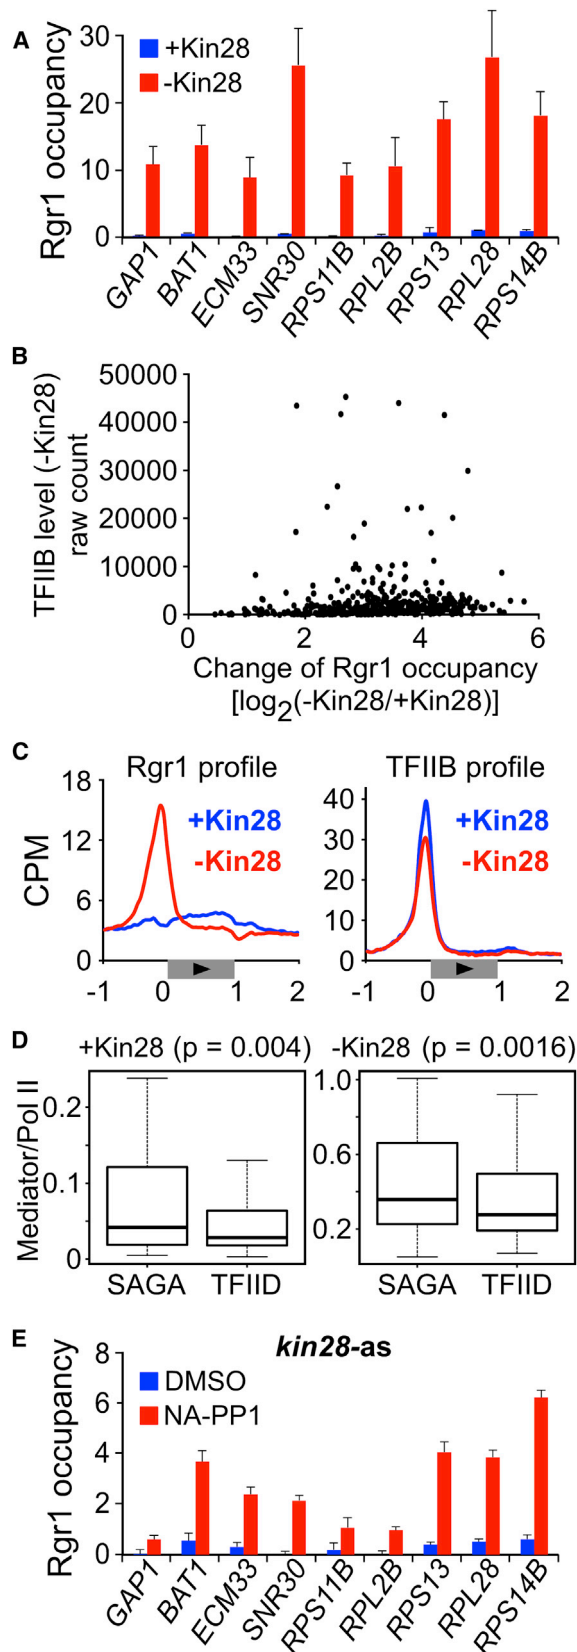 A
Rgr1 occupancy
30
20
10
0
+Kin28
-Kin28
GAP1
BAT1
ECM33
SNR30
RPS11B
RPL2B
RPS13
RPL28
RPS14B
B
TFIIB level (-Kin28)
raw count
50000
40000
30000
20000
10000
0
0 2 4 6
Change of Rgr1 occupancy
[log2(-Kin28/+Kin28)]
C
Rgr1 profile
CPM
18
12
6
0
+Kin28
-Kin28
-1 0 1 2
TFIIB profile
40
30
20
10
0
+Kin28
-Kin28
-1 0 1 2
D
+Kin28 (p = 0.004)
-Kin28 (p = 0.0016)
Mediator/Pol II
0.2
0.1
0
SAGA TFIID
1.0
0.6
0.2
SAGA TFIID
E
kin28-as
Rgr1 occupancy
8
6
4
2
0
DMSO
NA-PP1
GAP1
BAT1
ECM33
SNR30
RPS11B
RPL2B
RPS13
RPL28
RPS14B